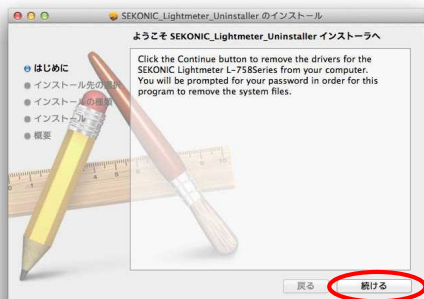 SEKONIC_Lightmeter_Uninstaller のインストール
ようこそ SEKONIC_Lightmeter_Uninstaller インストーラへ
はじめに
インストール先の選択
インストールの種類
インストール
概要
Click the Continue button to remove the drivers for the
SEKONIC Lightmeter L-758Series from your computer.
You will be prompted for your password in order for this
program to remove the system files.
戻る
続ける